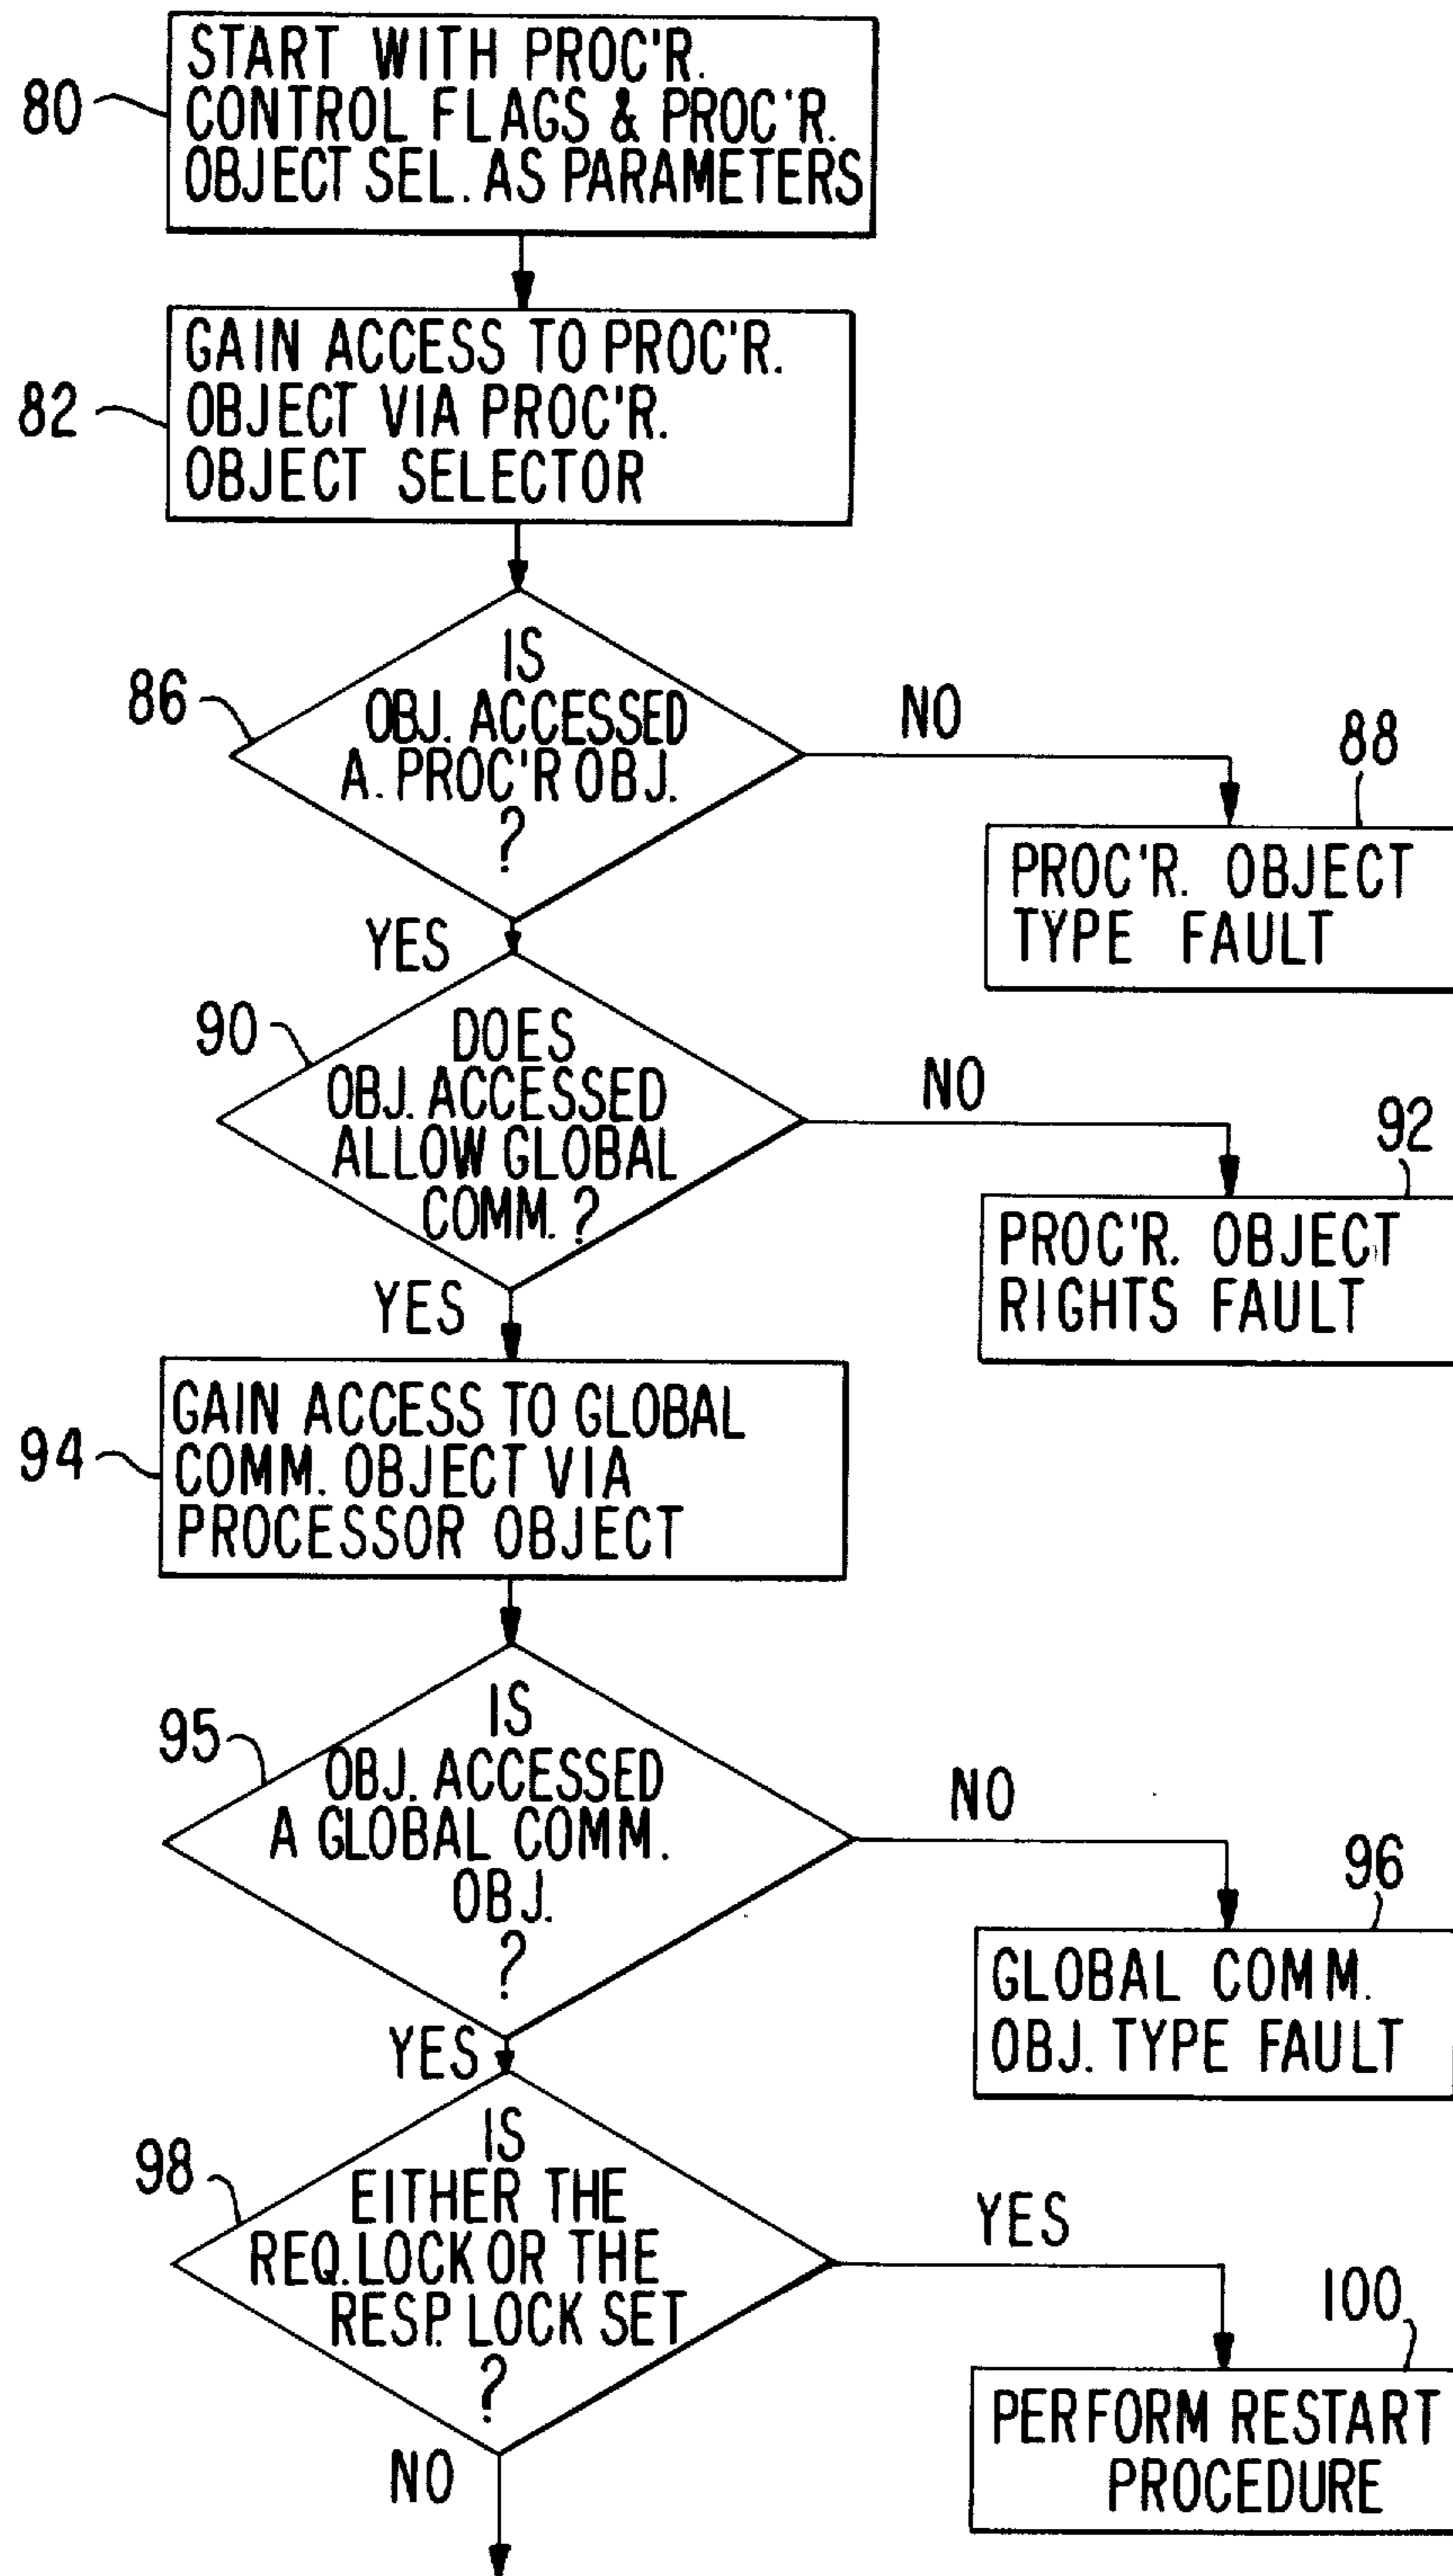 80
START WITH PROC'R.
CONTROL FLAGS & PROC'R.
OBJECT SEL. AS PARAMETERS
82
GAIN ACCESS TO PROC'R.
OBJECT VIA PROC'R.
OBJECT SELECTOR
86
IS
OBJ. ACCESSED
A. PROC'R OBJ.
?
NO
88
PROC'R. OBJECT
TYPE FAULT
YES
90
DOES
OBJ. ACCESSED
ALLOW GLOBAL
COMM. ?
NO
92
PROC'R. OBJECT
RIGHTS FAULT
YES
94
GAIN ACCESS TO GLOBAL
COMM. OBJECT VIA
PROCESSOR OBJECT
95
IS
OBJ. ACCESSED
A GLOBAL COMM.
OBJ.
?
NO
96
GLOBAL COMM.
OBJ. TYPE FAULT
YES
98
IS
EITHER THE
REQ. LOCK OR THE
RESP. LOCK SET
?
YES
100
PERFORM RESTART
PROCEDURE
NO